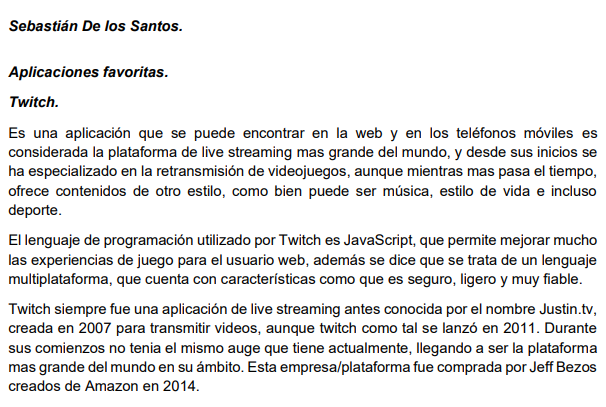 Sebastián De los Santos.
Aplicaciones favoritas.
Twitch.
Es una aplicación que se puede encontrar en la web y en los teléfonos móviles es
considerada la plataforma de live streaming mas grande del mundo, y desde sus inicios se
ha especializado en la retransmisión de videojuegos, aunque mientras mas pasa el tiempo,
ofrece contenidos de otro estilo, como bien puede ser música, estilo de vida e incluso
deporte.
El lenguaje de programación utilizado por Twitch es JavaScript, que permite mejorar mucho
las experiencias de juego para el usuario web, además se dice que se trata de un lenguaje
multiplataforma, que cuenta con características como que es seguro, ligero y muy fiable.
Twitch siempre fue una aplicación de live streaming antes conocida por el nombre Justin.tv,
creada en 2007 para transmitir videos, aunque twitch como tal se lanzó en 2011. Durante
sus comienzos no tenia el mismo auge que tiene actualmente, llegando a ser la plataforma
mas grande del mundo en su ámbito. Esta empresa/plataforma fue comprada por Jeff Bezos
creados de Amazon en 2014.